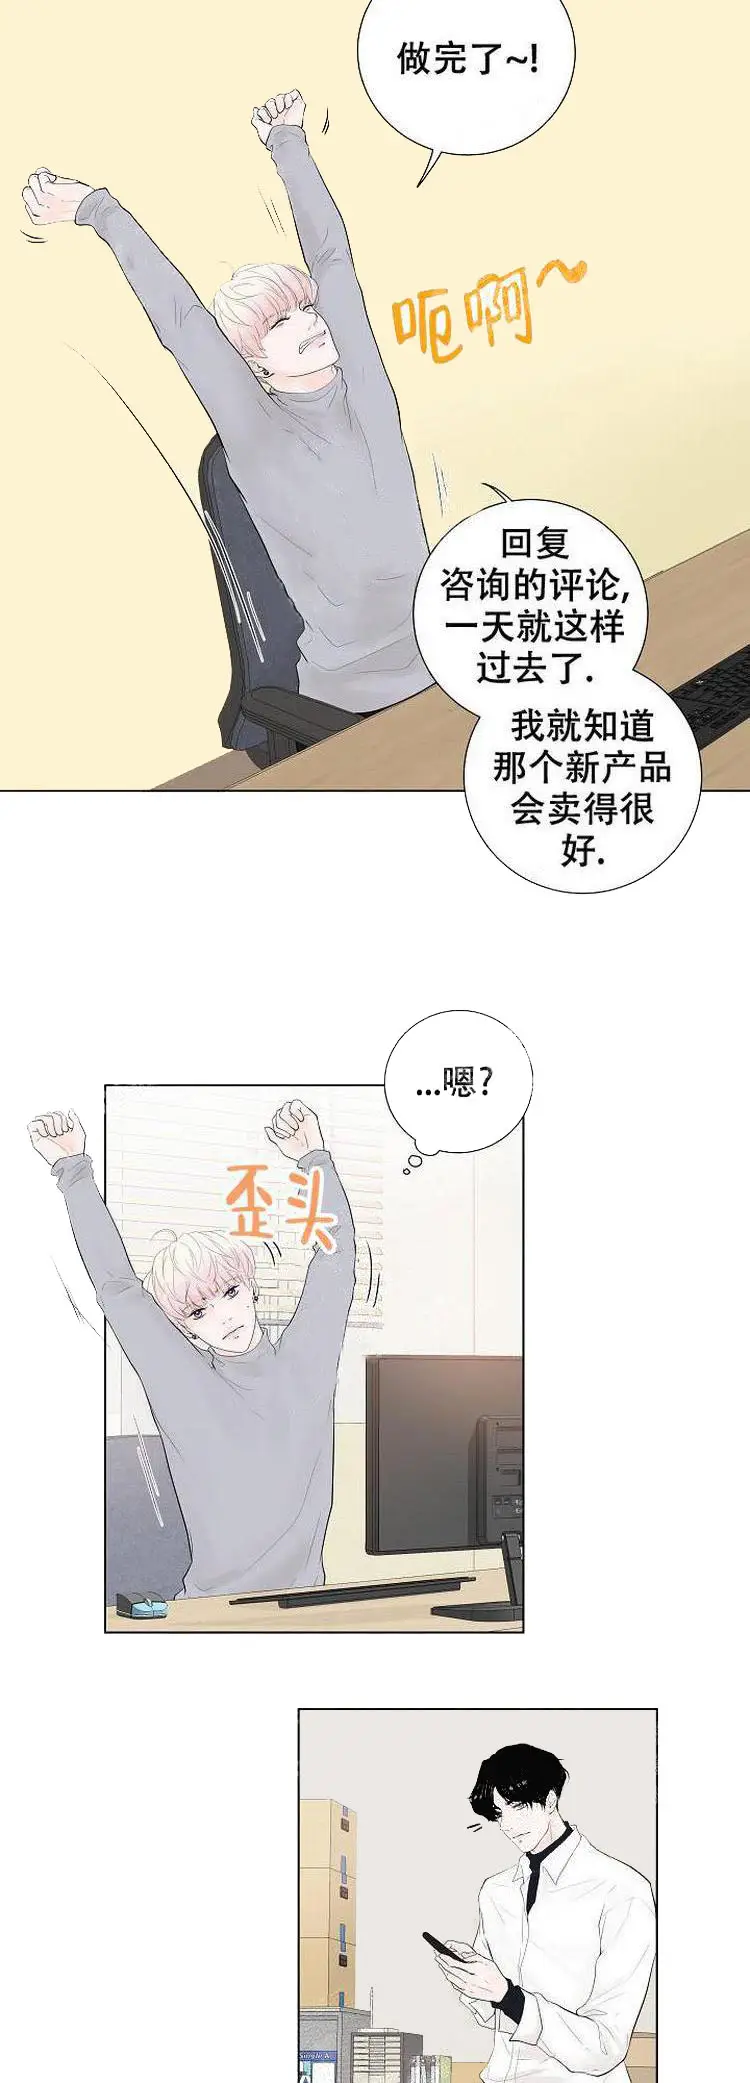 做完了~!
呃啊~
回复
咨询的评论,
一天就这样
过去了.
我就知道
那个新产品
会卖得很
好.
...嗯?
歪头
Simple A